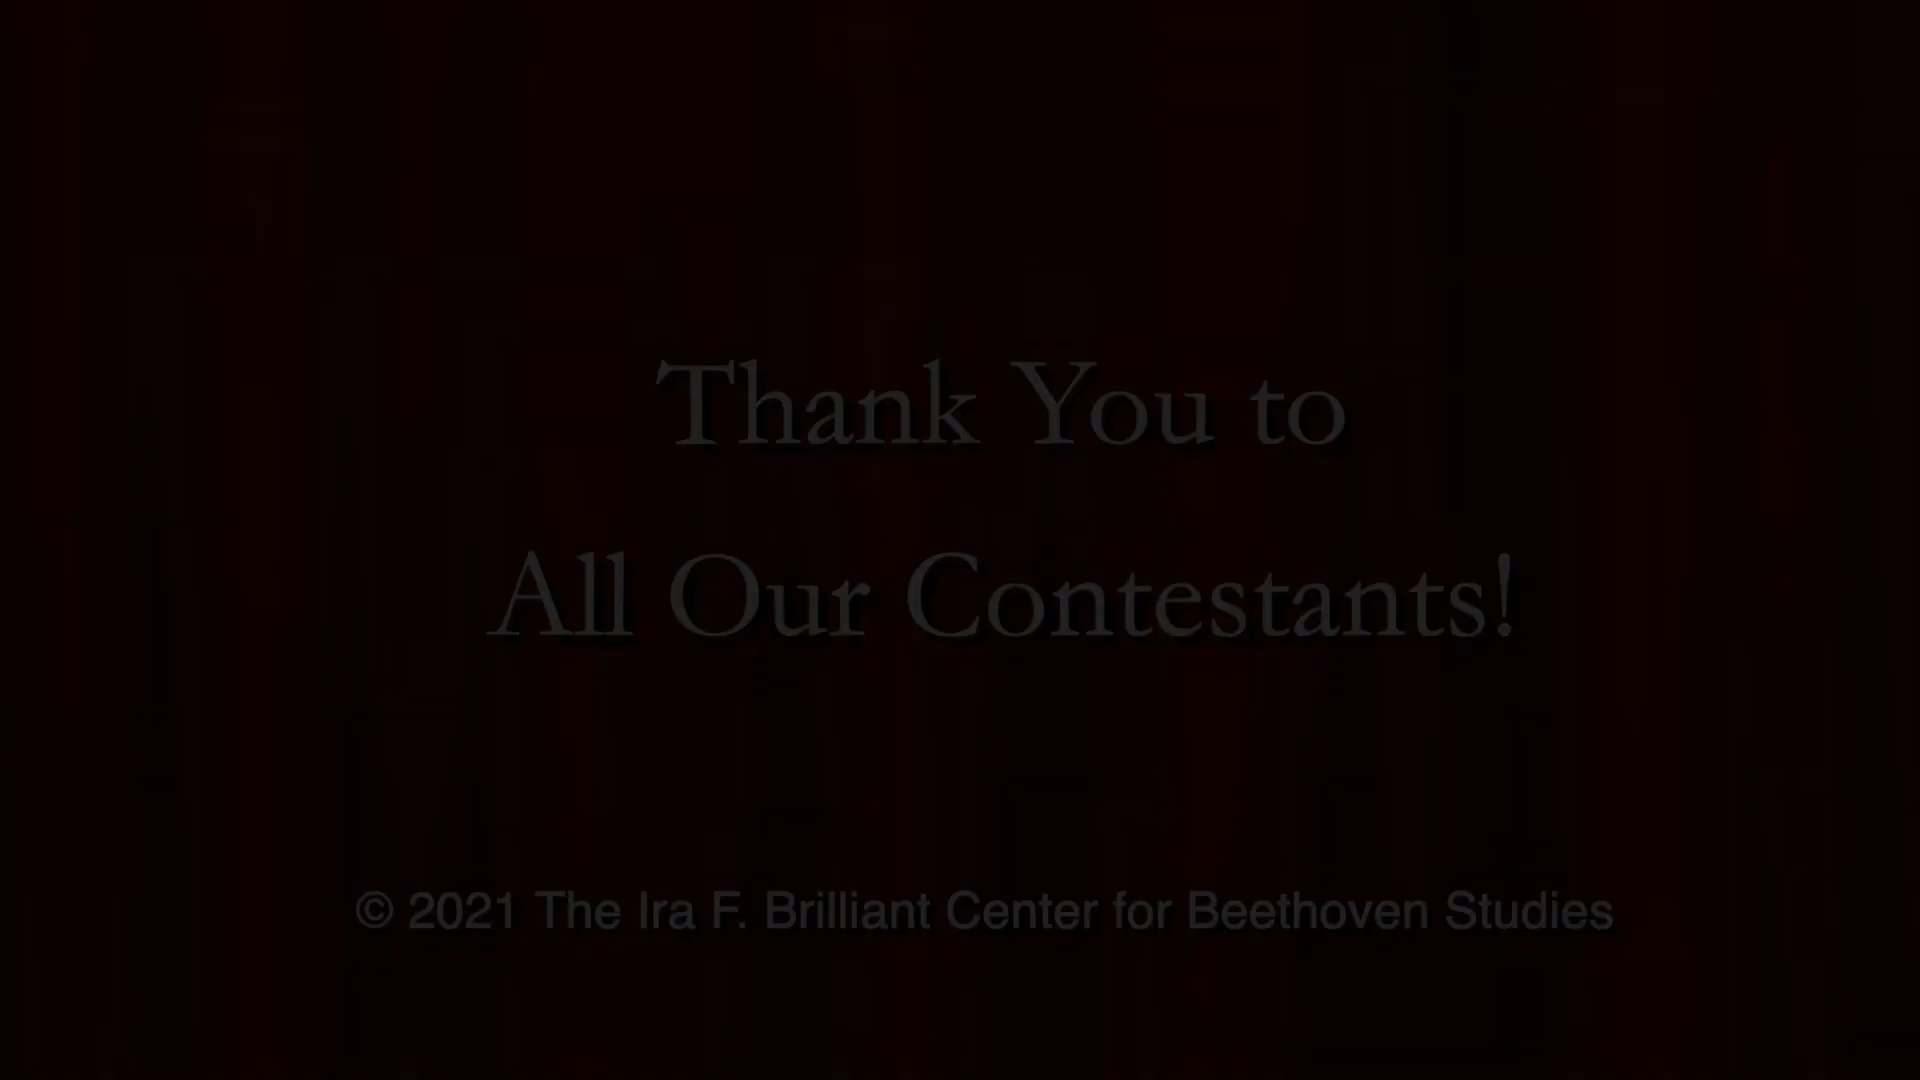 Thank You to
All Our Contestants!
© 2021 The Ira F. Brilliant Center for Beethoven Studies